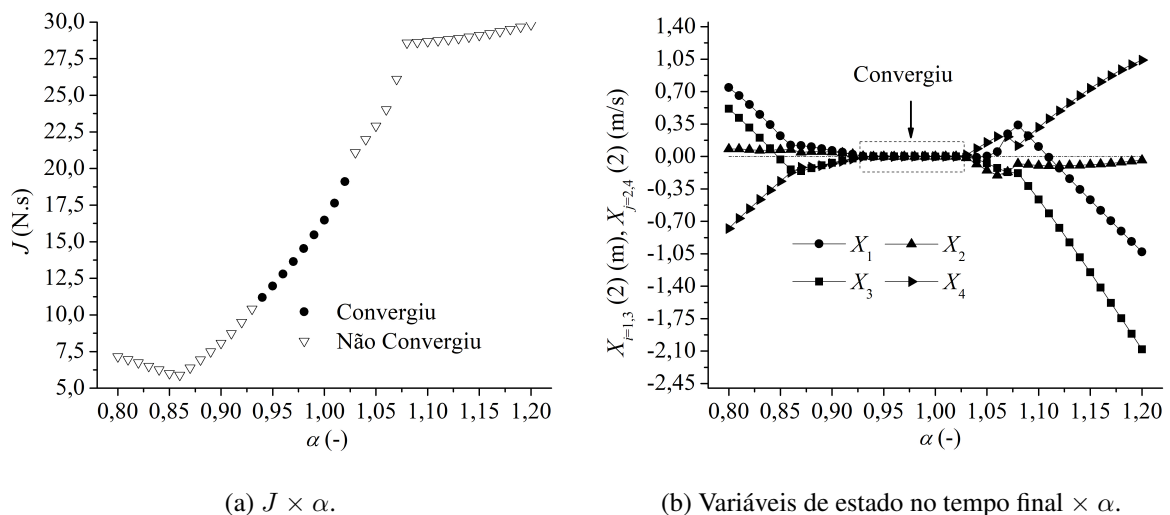 30,0
27,5
25,0
22,5
20,0
17,5
15,0
12,5
10,0
7,5
5,0
J (N.s)
Convergiu
Não Convergiu
0,80 0,85 0,90 0,95 1,00 1,05 1,10 1,15 1,20
α (-)
(a) J × α.
1,40
1,05
0,70
0,35
0,00
-0,35
-0,70
-1,05
-1,40
-1,75
-2,10
-2,45
X_{i=1,3} (2) (m), X_{j=2,4} (2) (m/s)
Convergiu
X₁ X₂
X₃ X₄
0,80 0,85 0,90 0,95 1,00 1,05 1,10 1,15 1,20
α (-)
(b) Variáveis de estado no tempo final × α.